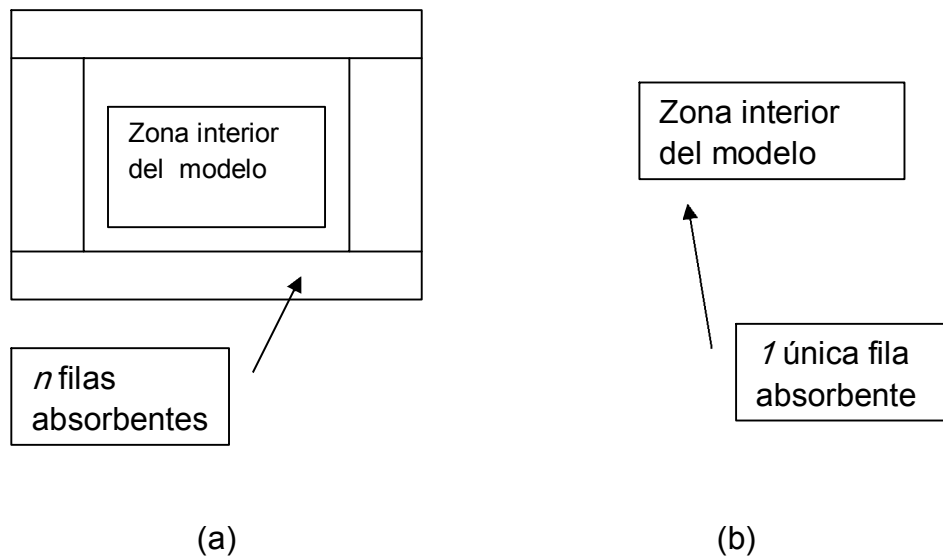 Zona interior
del modelo
n filas
absorbentes
(a)
Zona interior
del modelo
1 única fila
absorbente
(b)